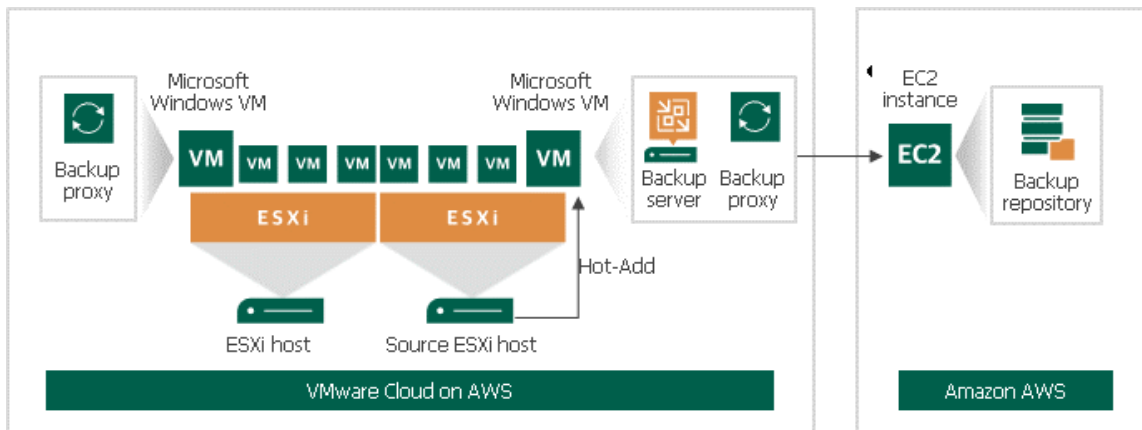 Microsoft
Windows VM
Microsoft
Windows VM
EC2
instance
Backup
proxy
VM
VM
VM
VM
VM
VM
VM
VM
Backup
server
Backup
proxy
EC2
Backup
repository
ESXi
ESXi
Hot-Add
ESXi host
Source ESXi host
VMware Cloud on AWS
Amazon AWS